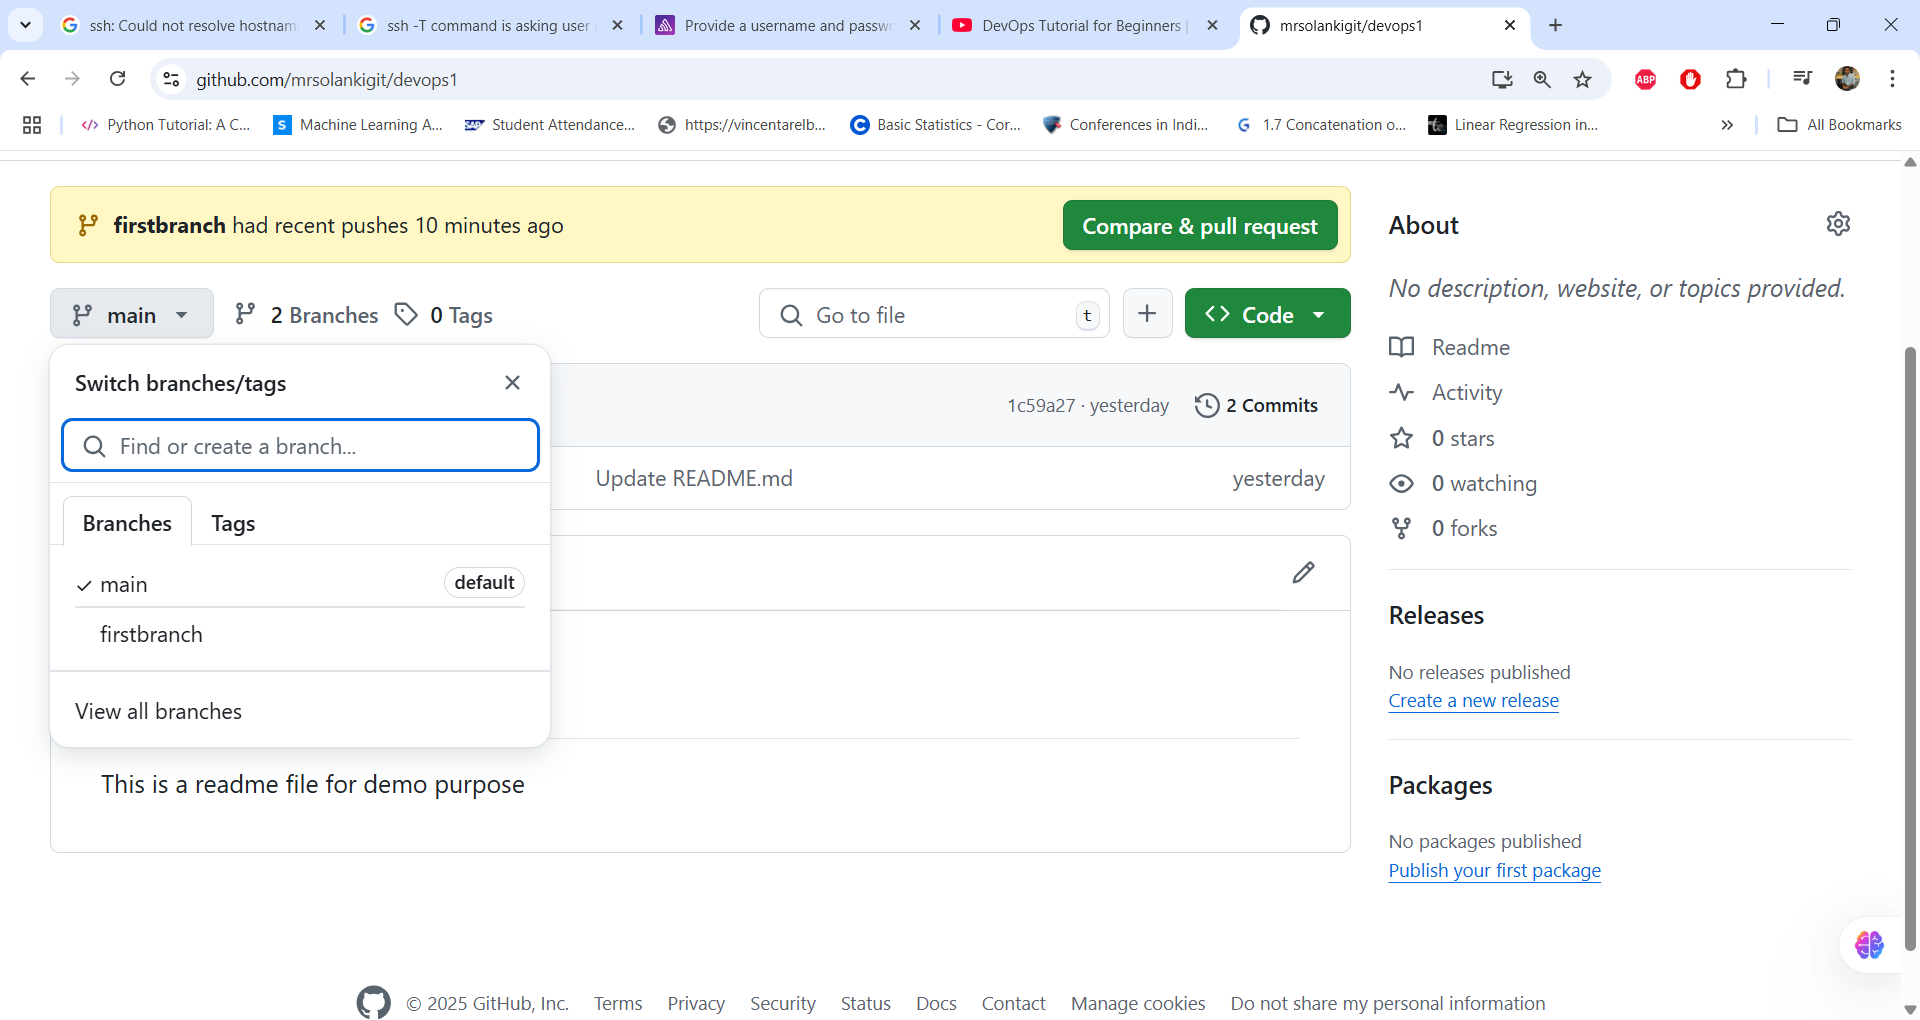 ssh: Could not resolve hostnam
ssh -T command is asking user
Provide a username and passwo
DevOps Tutorial for Beginners |
mrsolankigit/devops1
github.com/mrsolankigit/devops1
ABP
</> Python Tutorial: A C...
S Machine Learning A...
SAP Student Attendance...
https://vincentarelb...
C Basic Statistics - Cor...
Conferences in Indi...
G 1.7 Concatenation o...
te Linear Regression in...
»
All Bookmarks
firstbranch had recent pushes 10 minutes ago
Compare & pull request
main
2 Branches
0 Tags
Go to file
t
+
<> Code
Switch branches/tags
Find or create a branch...
Branches
Tags
main
default
firstbranch
View all branches
1c59a27 · yesterday
2 Commits
Update README.md
yesterday
This is a readme file for demo purpose
About
No description, website, or topics provided.
Readme
Activity
0 stars
0 watching
0 forks
Releases
No releases published
Create a new release
Packages
No packages published
Publish your first package
© 2025 GitHub, Inc.
Terms
Privacy
Security
Status
Docs
Contact
Manage cookies
Do not share my personal information